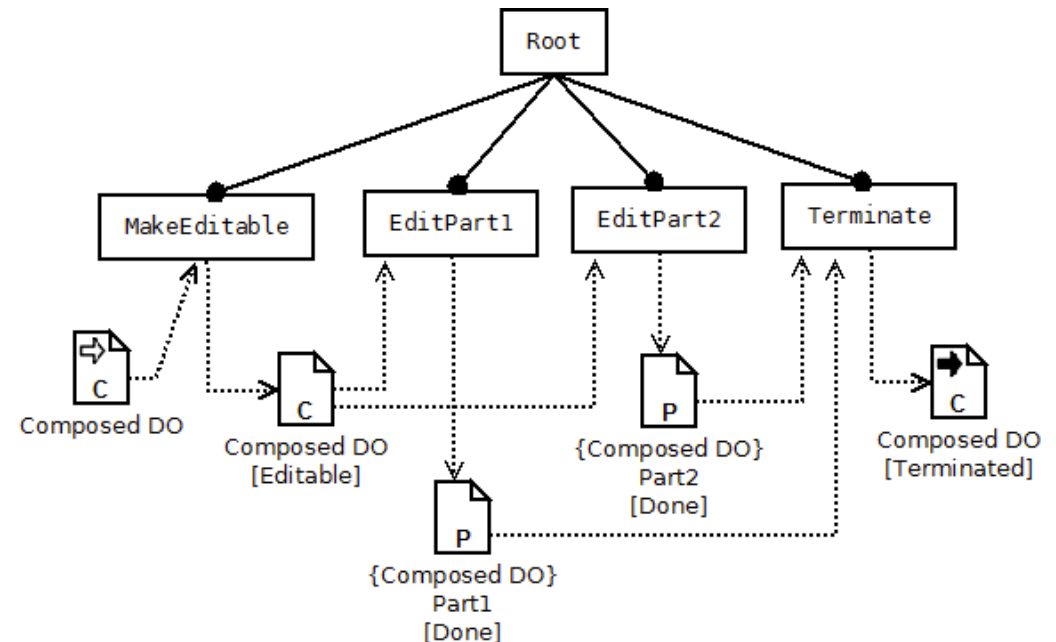 Root
MakeEditable
EditPart1
EditPart2
Terminate
C
Composed DO
C
Composed DO
[Editable]
P
{Composed DO}
Part2
[Done]
C
Composed DO
[Terminated]
P
{Composed DO}
Part1
[Done]